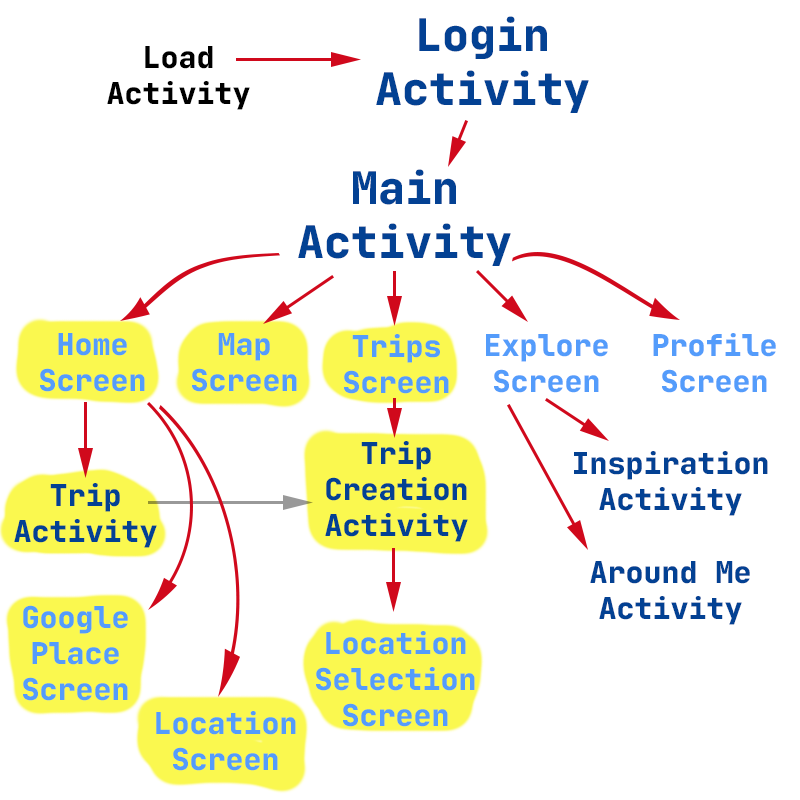 Load
Activity
Login
Activity
Main
Activity
Home
Screen
Map
Screen
Trips
Screen
Explore
Screen
Profile
Screen
Trip
Activity
Trip
Creation
Activity
Inspiration
Activity
Around Me
Activity
Google
Place
Screen
Location
Selection
Screen
Location
Screen